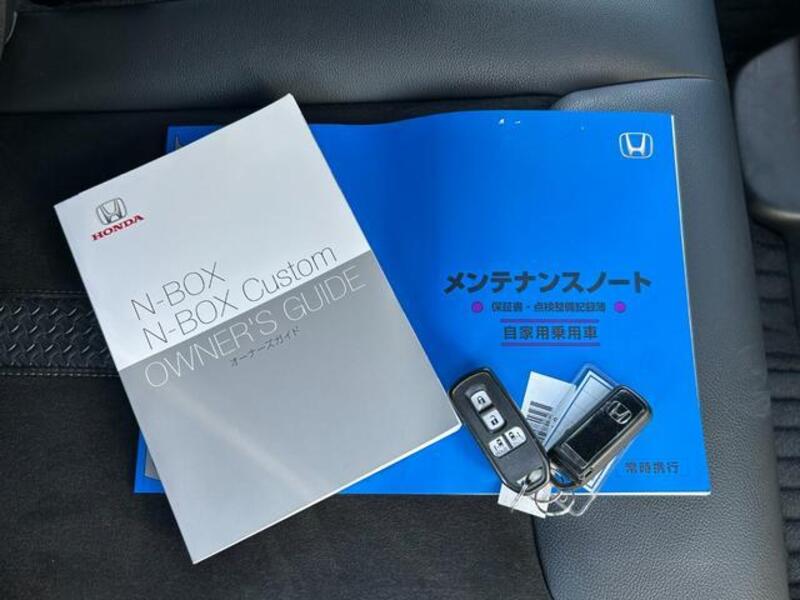 HONDA
N-BOX
N-BOX Custom
OWNER'S GUIDE
オーナーズガイド
メンテナンスノート
保証書・点検整備記録簿
自家用乗用車
常時携行